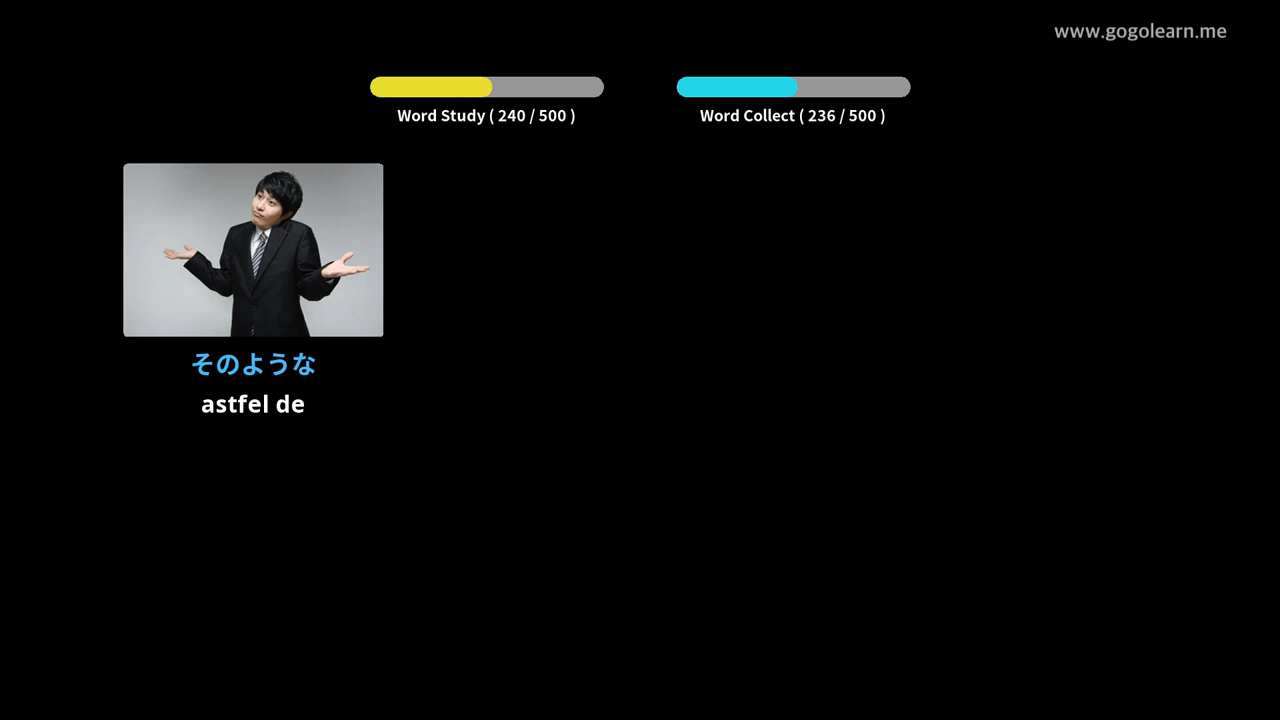 www.gogolearn.me
Word Study ( 240 / 500 )
Word Collect ( 236 / 500 )
そのような
astfel de